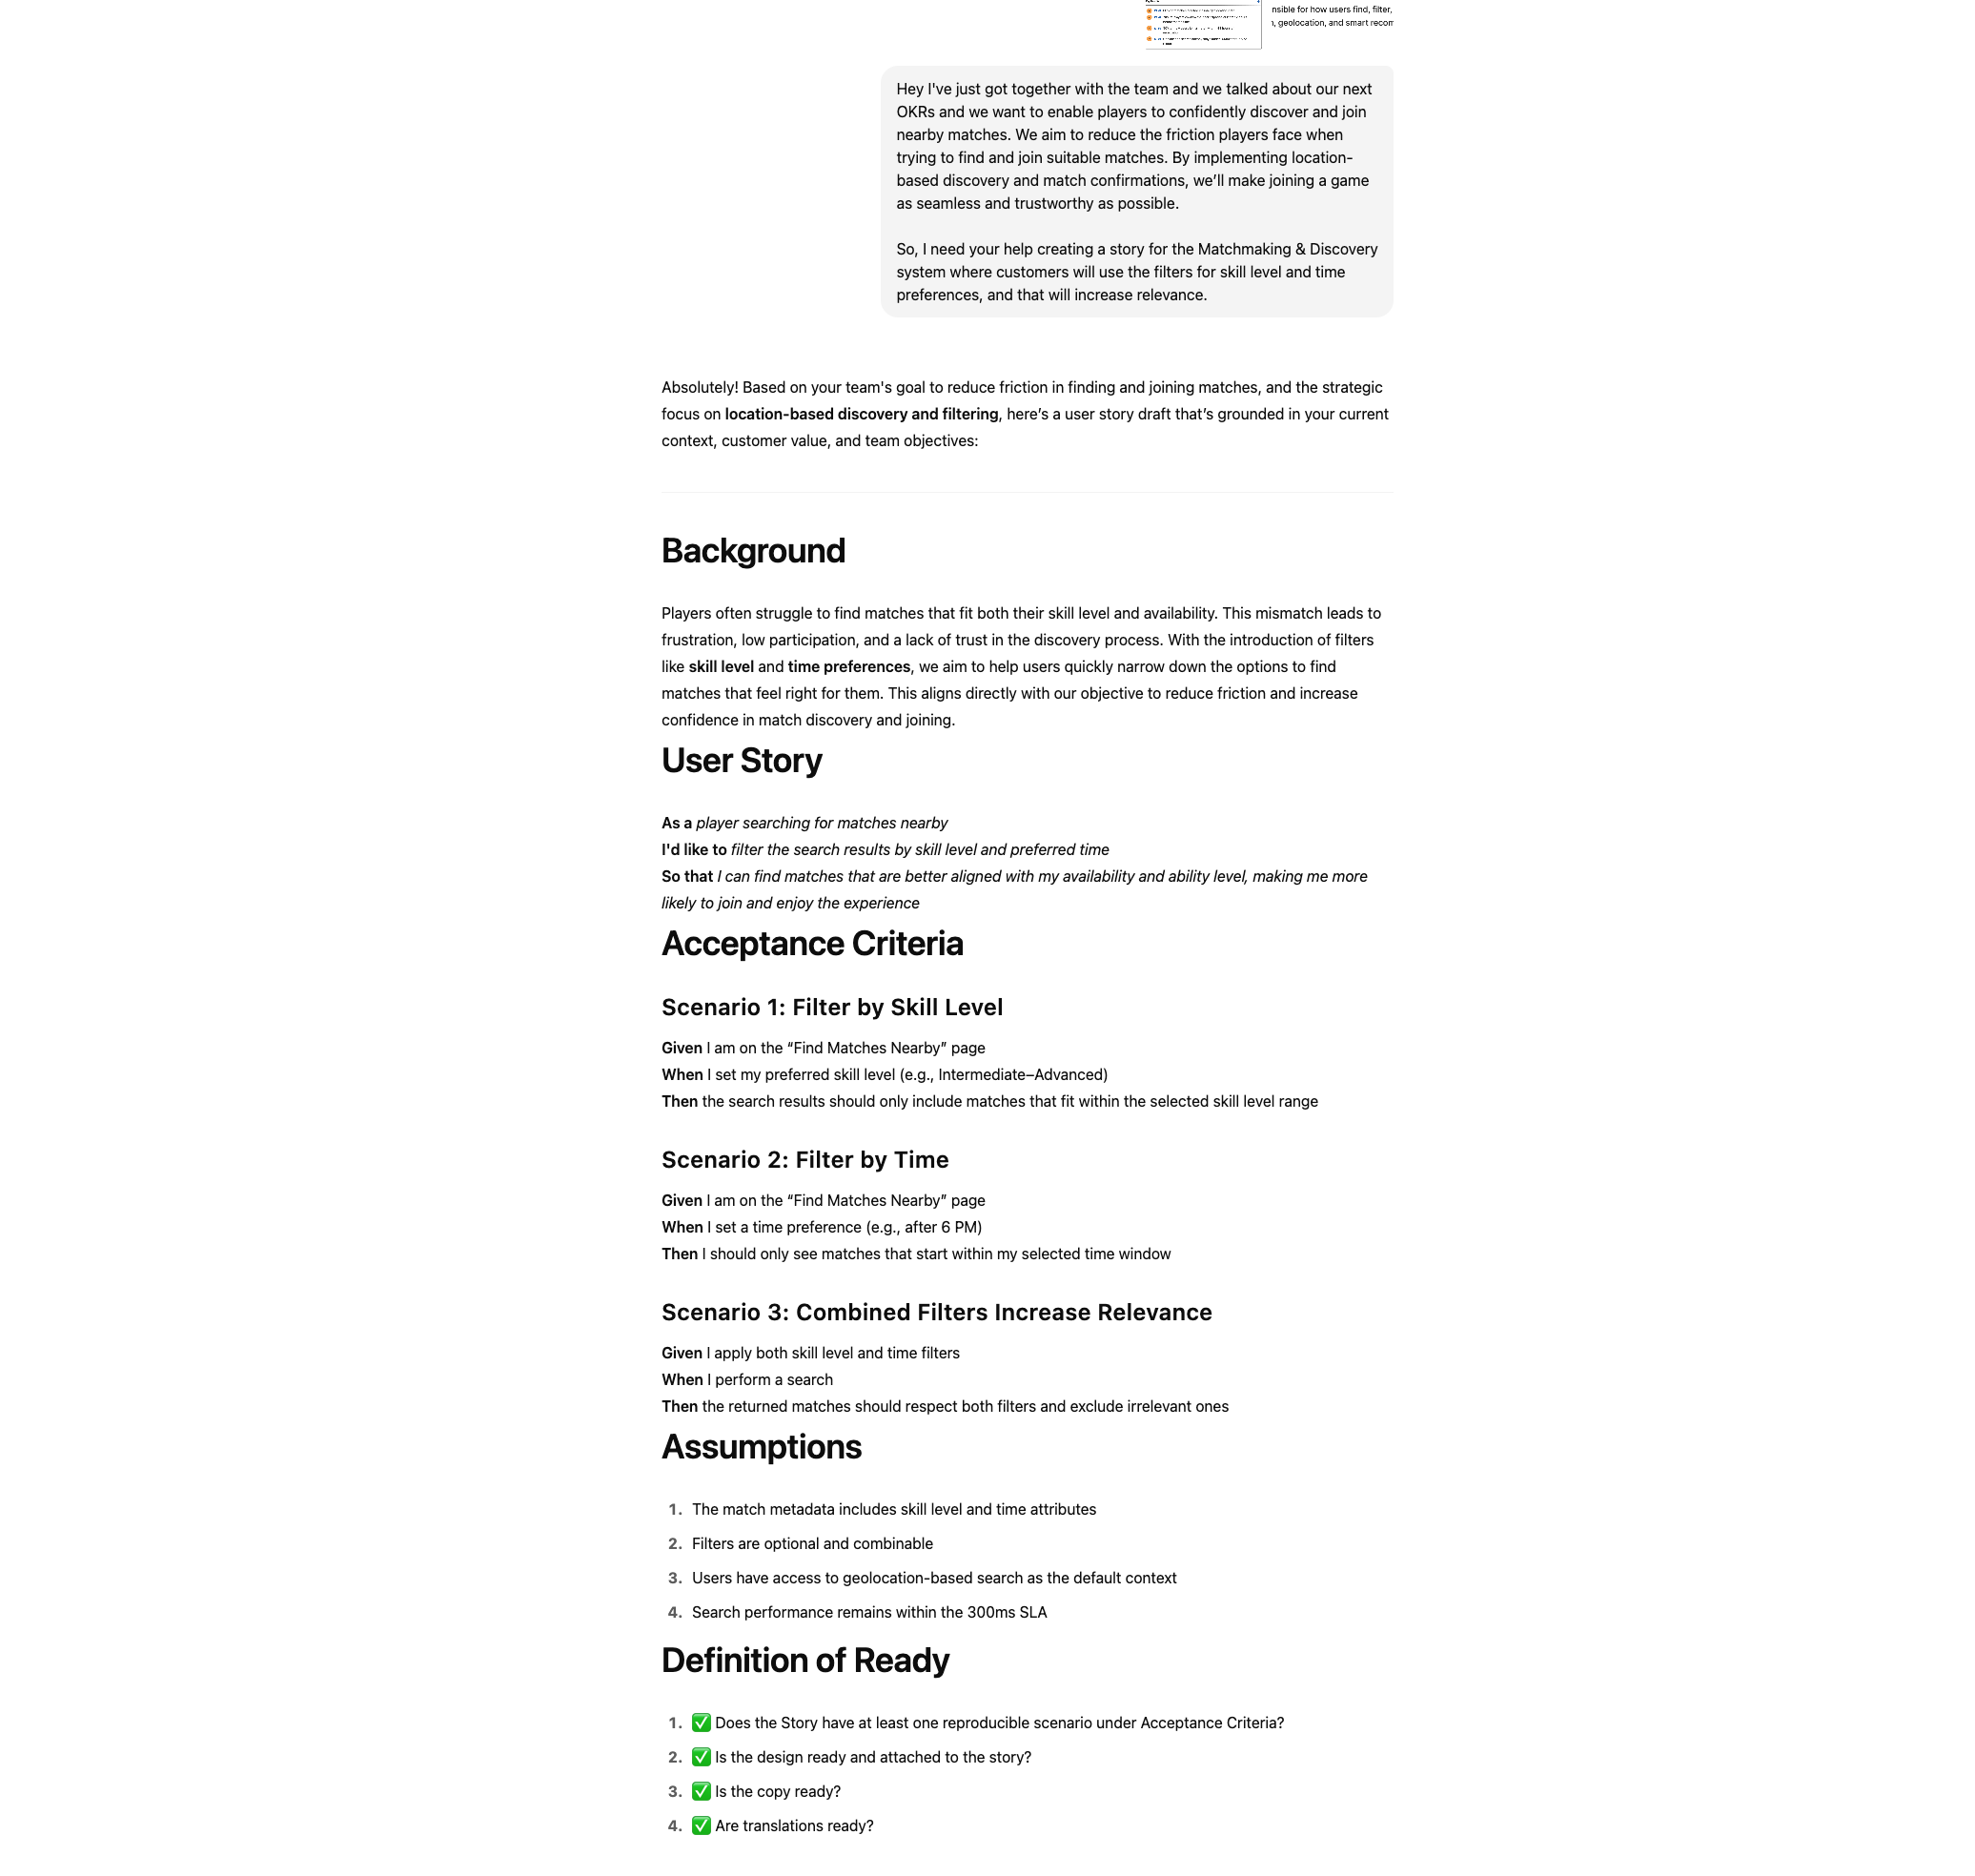 nsible for how users find, filter,
, geolocation, and smart recom
Hey I've just got together with the team and we talked about our next
OKRs and we want to enable players to confidently discover and join
nearby matches. We aim to reduce the friction players face when
trying to find and join suitable matches. By implementing location-
based discovery and match confirmations, we’ll make joining a game
as seamless and trustworthy as possible.
So, I need your help creating a story for the Matchmaking & Discovery
system where customers will use the filters for skill level and time
preferences, and that will increase relevance.
Absolutely! Based on your team's goal to reduce friction in finding and joining matches, and the strategic
focus on location-based discovery and filtering, here’s a user story draft that’s grounded in your current
context, customer value, and team objectives:
Background
Players often struggle to find matches that fit both their skill level and availability. This mismatch leads to
frustration, low participation, and a lack of trust in the discovery process. With the introduction of filters
like skill level and time preferences, we aim to help users quickly narrow down the options to find
matches that feel right for them. This aligns directly with our objective to reduce friction and increase
confidence in match discovery and joining.
User Story
As a player searching for matches nearby
I'd like to filter the search results by skill level and preferred time
So that I can find matches that are better aligned with my availability and ability level, making me more
likely to join and enjoy the experience
Acceptance Criteria
Scenario 1: Filter by Skill Level
Given I am on the “Find Matches Nearby” page
When I set my preferred skill level (e.g., Intermediate–Advanced)
Then the search results should only include matches that fit within the selected skill level range
Scenario 2: Filter by Time
Given I am on the “Find Matches Nearby” page
When I set a time preference (e.g., after 6 PM)
Then I should only see matches that start within my selected time window
Scenario 3: Combined Filters Increase Relevance
Given I apply both skill level and time filters
When I perform a search
Then the returned matches should respect both filters and exclude irrelevant ones
Assumptions
1. The match metadata includes skill level and time attributes
2. Filters are optional and combinable
3. Users have access to geolocation-based search as the default context
4. Search performance remains within the 300ms SLA
Definition of Ready
1. ✅ Does the Story have at least one reproducible scenario under Acceptance Criteria?
2. ✅ Is the design ready and attached to the story?
3. ✅ Is the copy ready?
4. ✅ Are translations ready?